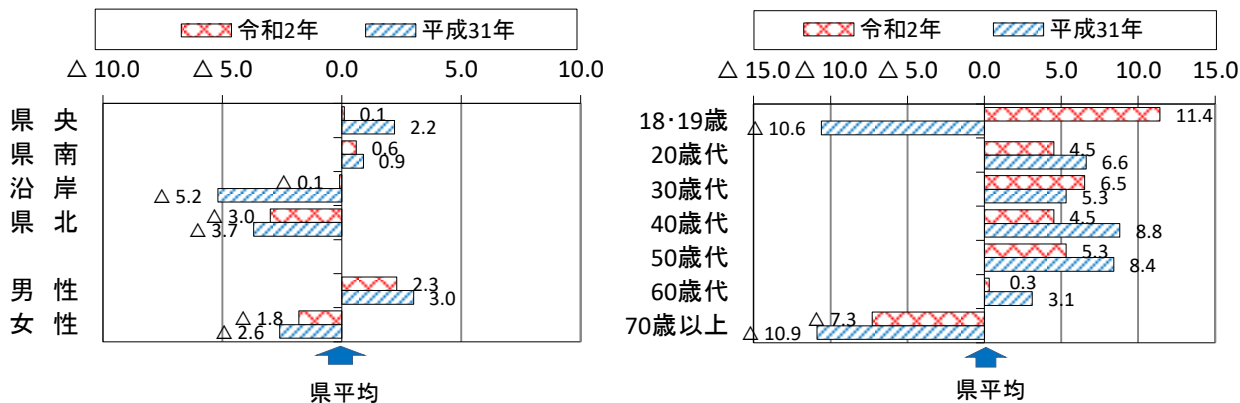 令和2年 平成31年
△ 10.0 △ 5.0 0.0 5.0 10.0
県 央 0.1 2.2
県 南 0.6 0.9
沿 岸 △ 0.1 △ 5.2
県 北 △ 3.0 △ 3.7
男 性 2.3 3.0
女 性 △ 1.8 △ 2.6
県平均
令和2年 平成31年
△ 15.0 △ 10.0 △ 5.0 0.0 5.0 10.0 15.0
18・19歳 11.4 △ 10.6
20歳代 4.5 6.6
30歳代 6.5 5.3
40歳代 4.5 8.8
50歳代 5.3 8.4
60歳代 0.3 3.1
70歳以上 △ 7.3 △ 10.9
県平均